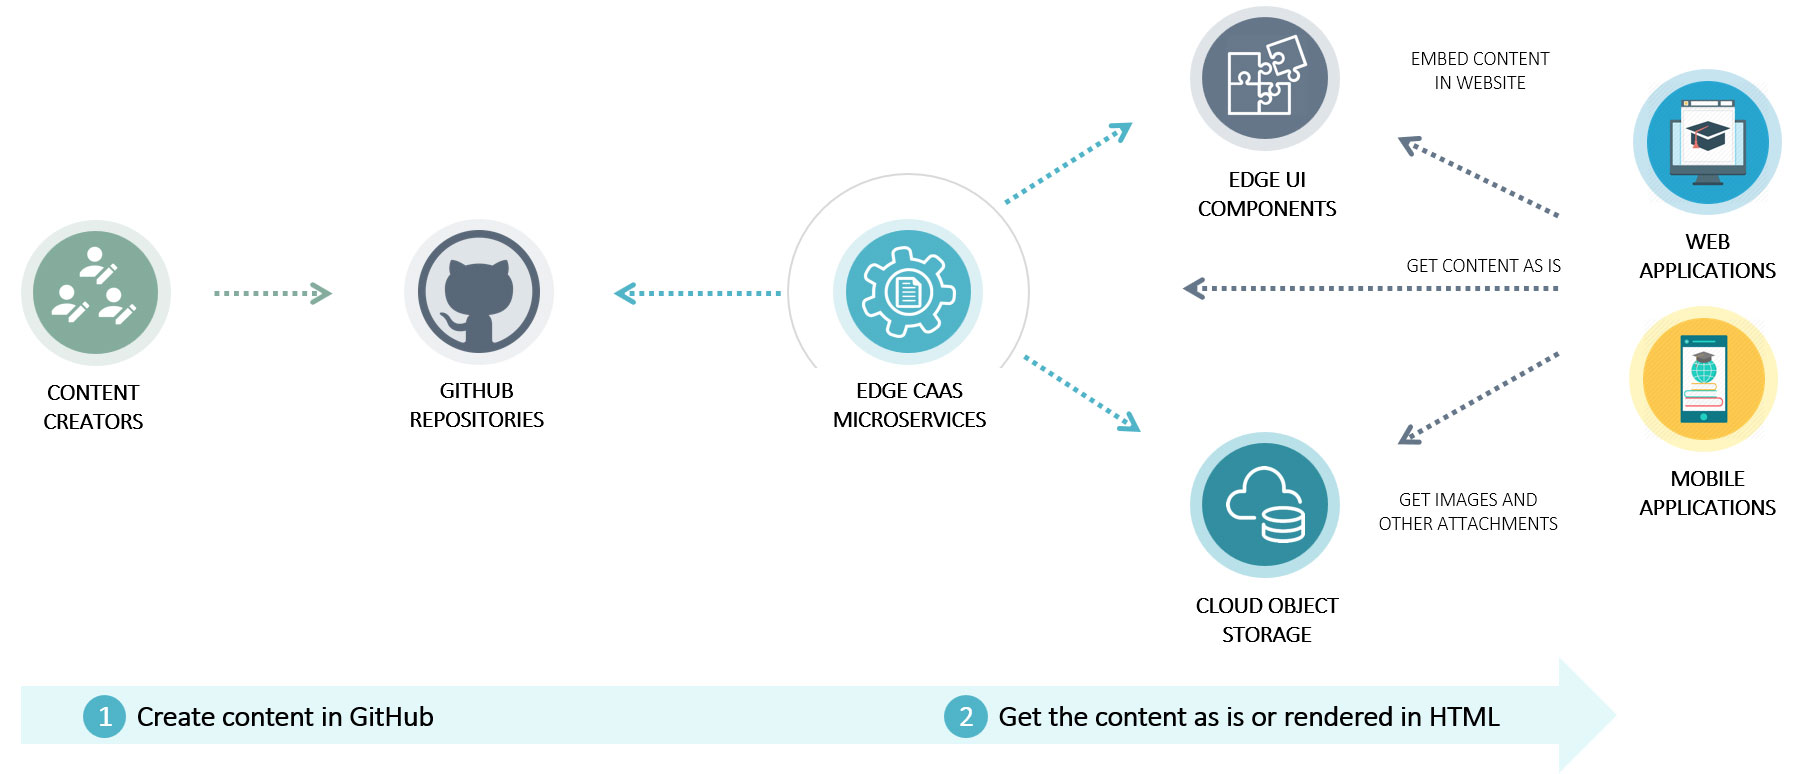 EMBED CONTENT
IN WEBSITE
EDGE UI
COMPONENTS
WEB
APPLICATIONS
GET CONTENT AS IS
CONTENT
CREATORS
GITHUB
REPOSITORIES
EDGE CAAS
MICROSERVICES
MOBILE
APPLICATIONS
GET IMAGES AND
OTHER ATTACHMENTS
CLOUD OBJECT
STORAGE
1 Create content in GitHub
2 Get the content as is or rendered in HTML